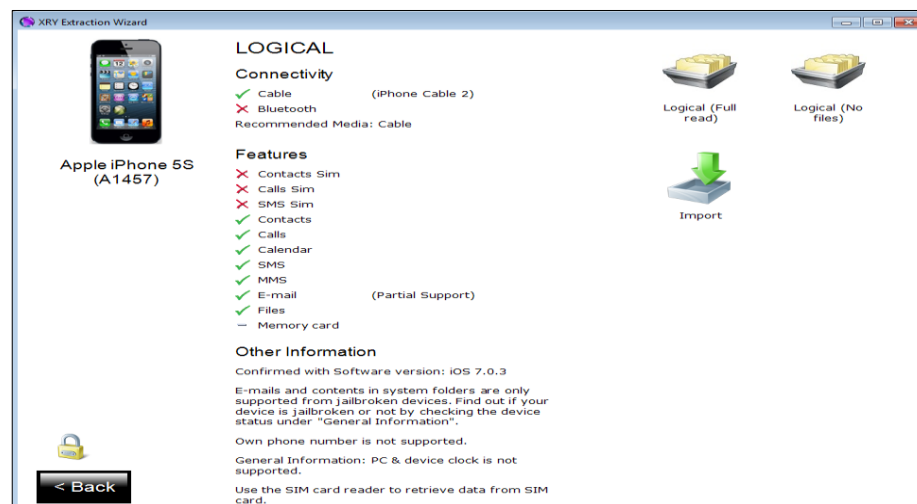 XRY Extraction Wizard
Apple iPhone 5S
(A1457)
LOGICAL
Connectivity
Cable (iPhone Cable 2)
Bluetooth
Recommended Media: Cable
Features
Contacts Sim
Calls Sim
SMS Sim
Contacts
Calls
Calendar
SMS
MMS
E-mail (Partial Support)
Files
Memory card
Other Information
Confirmed with Software version: iOS 7.0.3
E-mails and contents in system folders are only
supported from jailbroken devices. Find out if your
device is jailbroken or not by checking the device
status under "General Information".
Own phone number is not supported.
General Information: PC & device clock is not
supported.
Use the SIM card reader to retrieve data from SIM
card.
Logical (Full
read)
Logical (No
files)
Import
< Back